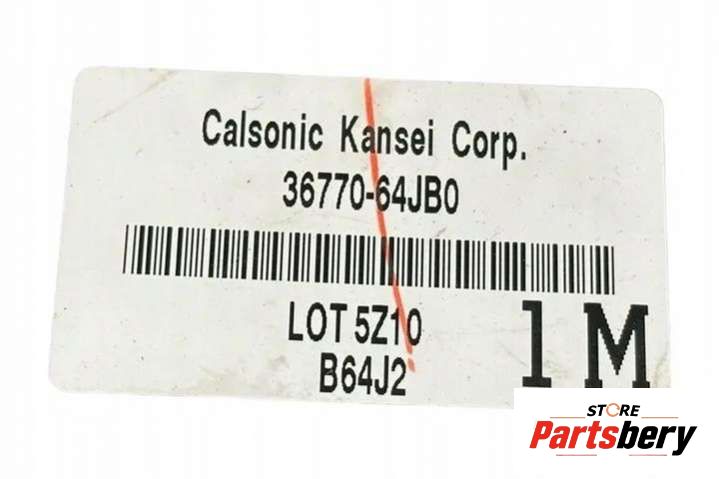 Calsonic Kansei Corp.
36770-64JB0
LOT 5Z10
B64J2
1M
STORE
Partsbery